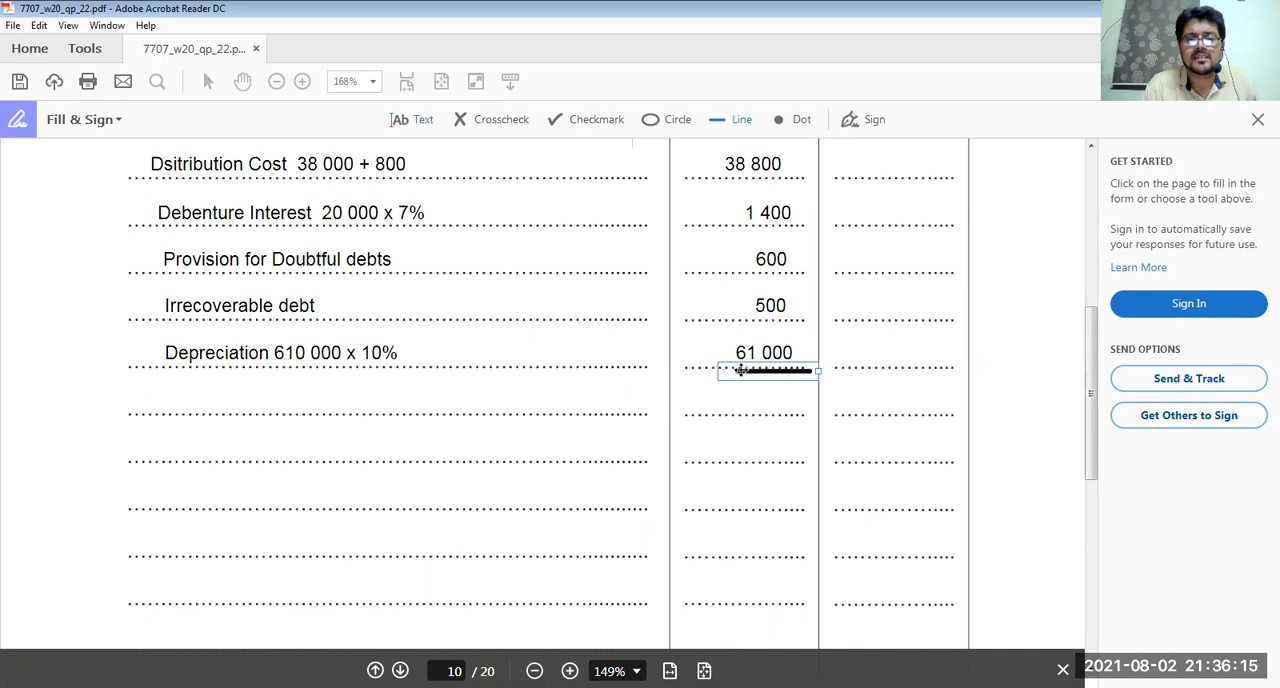 7707_w20_qp_22.pdf - Adobe Acrobat Reader DC
File Edit View Window Help
Home Tools 7707_w20_qp_22.p... ×
168%
Fill & Sign
Ab Text Crosscheck Checkmark Circle Line Dot Sign
Dsitribution Cost 38 000 + 800 38 800
Debenture Interest 20 000 x 7% 1 400
Provision for Doubtful debts 600
Irrecoverable debt 500
Depreciation 610 000 x 10% 61 000
GET STARTED
Click on the page to fill in the
form or choose a tool above.
Sign in to automatically save
your responses for future use.
Learn More
Sign In
SEND OPTIONS
Send & Track
Get Others to Sign
10 / 20 149%
2021-08-02 21:36:15